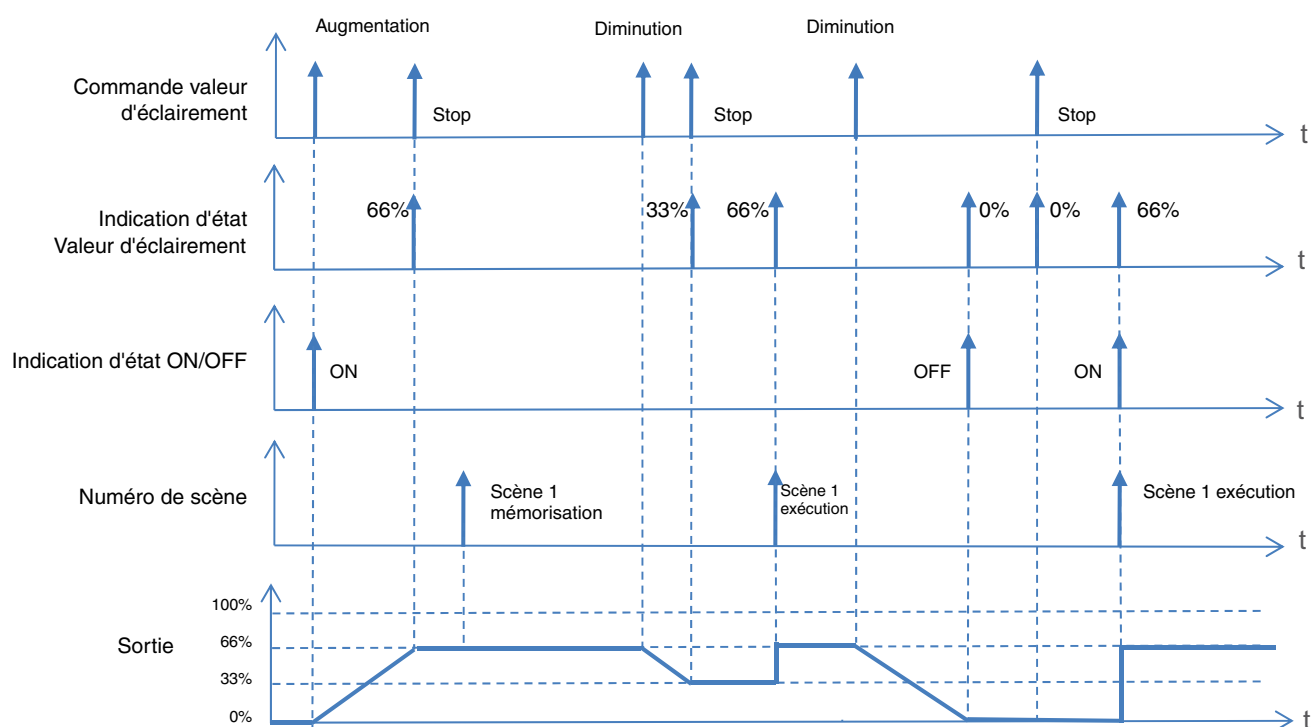 Augmentation
Diminution
Diminution
Commande valeur
d'éclairement
Stop
Stop
Stop
t
Indication d'état
Valeur d'éclairement
66%
33%
66%
0%
0%
66%
t
Indication d'état ON/OFF
ON
OFF
ON
t
Numéro de scène
Scène 1
mémorisation
Scène 1
exécution
Scène 1 exécution
t
Sortie
100%
66%
33%
0%
t